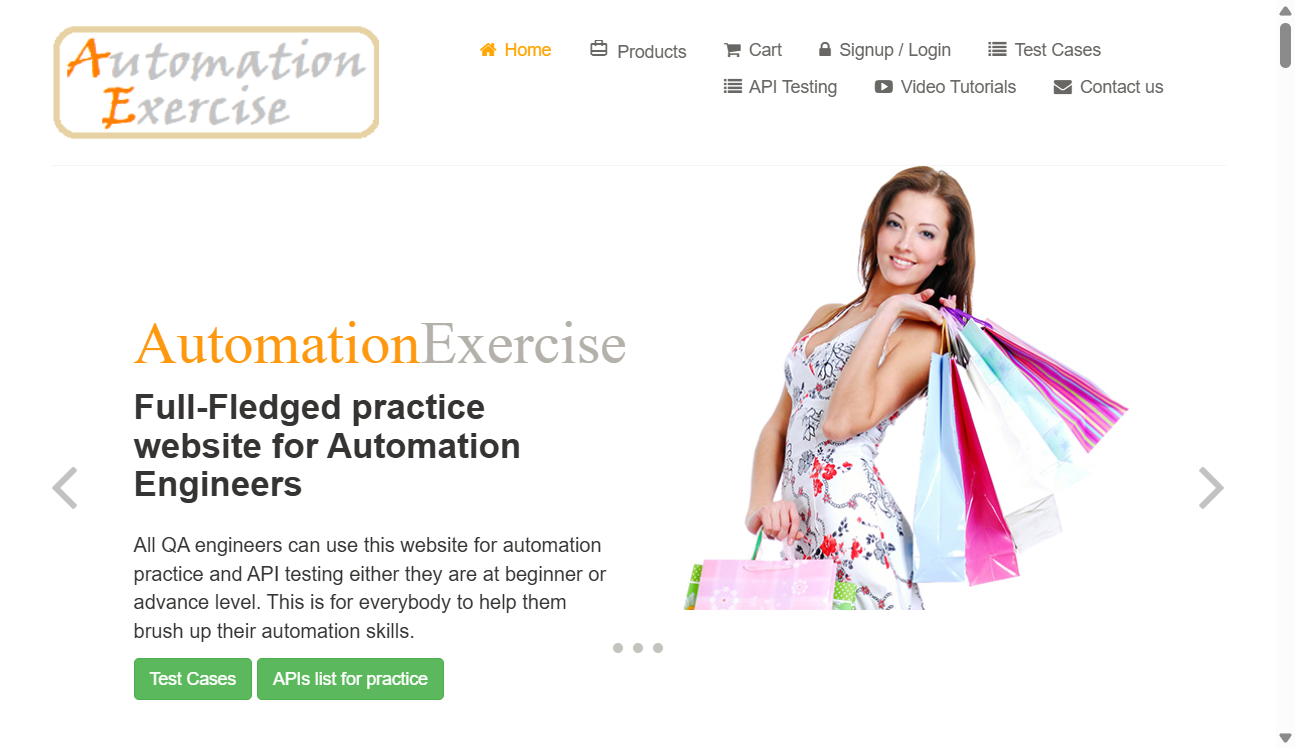 Automation
Exercise
Home Products Cart Signup / Login Test Cases
API Testing Video Tutorials Contact us
AutomationExercise
Full-Fledged practice
website for Automation
Engineers
All QA engineers can use this website for automation
practice and API testing either they are at beginner or
advance level. This is for everybody to help them
brush up their automation skills.
Test Cases APIs list for practice